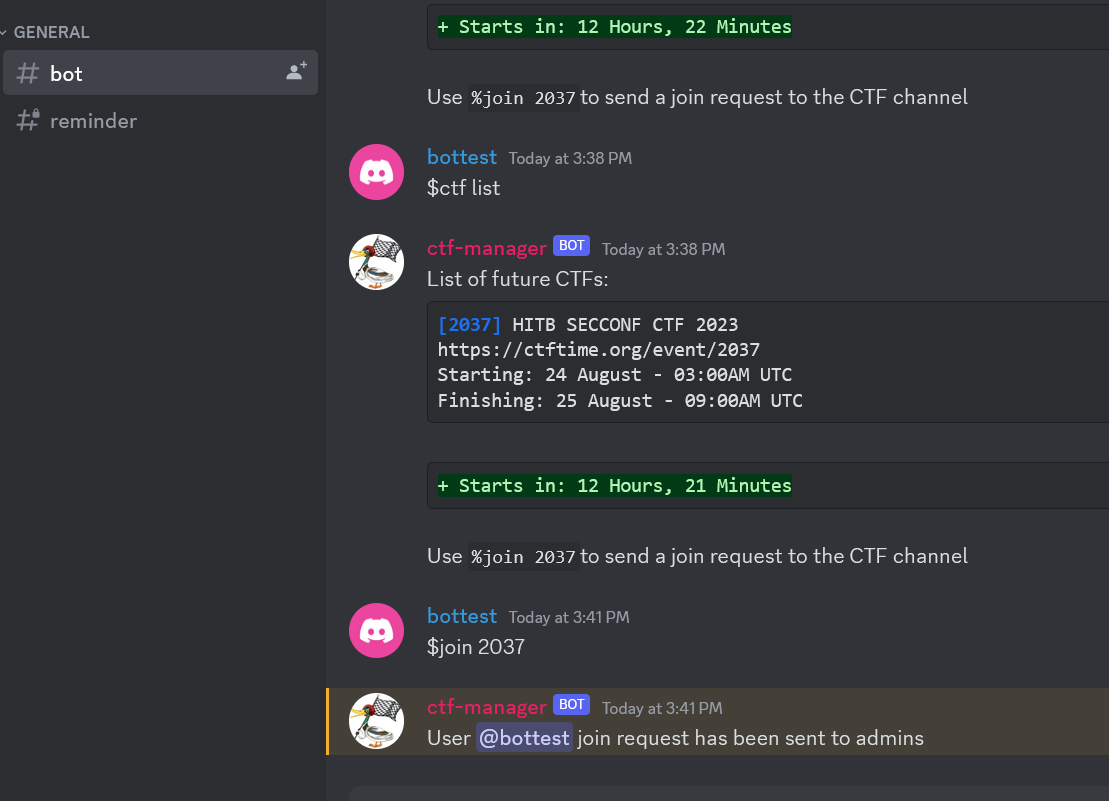 GENERAL
bot
reminder
+ Starts in: 12 Hours, 22 Minutes
Use %join 2037 to send a join request to the CTF channel
bottest Today at 3:38 PM
$ctf list
ctf-manager BOT Today at 3:38 PM
List of future CTFs:
[2037] HITB SECCONF CTF 2023
https://ctftime.org/event/2037
Starting: 24 August - 03:00AM UTC
Finishing: 25 August - 09:00AM UTC
+ Starts in: 12 Hours, 21 Minutes
Use %join 2037 to send a join request to the CTF channel
bottest Today at 3:41 PM
$join 2037
ctf-manager BOT Today at 3:41 PM
User @bottest join request has been sent to admins